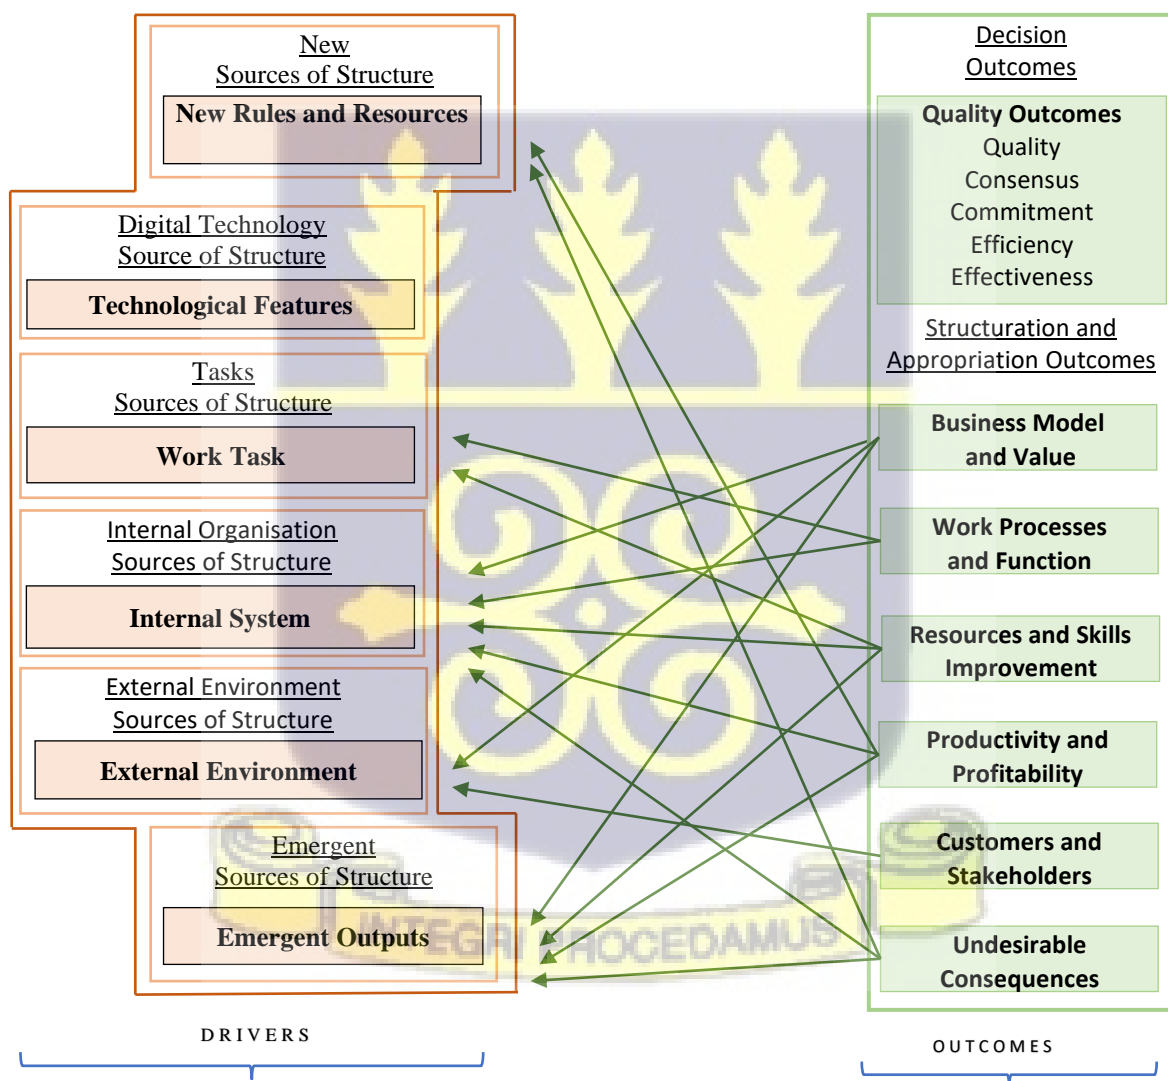 New
Sources of Structure
New Rules and Resources
Digital Technology
Source of Structure
Technological Features
Tasks
Sources of Structure
Work Task
Internal Organisation
Sources of Structure
Internal System
External Environment
Sources of Structure
External Environment
Emergent
Sources of Structure
Emergent Outputs
INTEGRI PROCEDAMUS
DRIVERS
Decision
Outcomes
Quality Outcomes
Quality
Consensus
Commitment
Efficiency
Effectiveness
Structuration and
Appropriation Outcomes
Business Model
and Value
Work Processes
and Function
Resources and Skills
Improvement
Productivity and
Profitability
Customers and
Stakeholders
Undesirable
Consequences
OUTCOMES